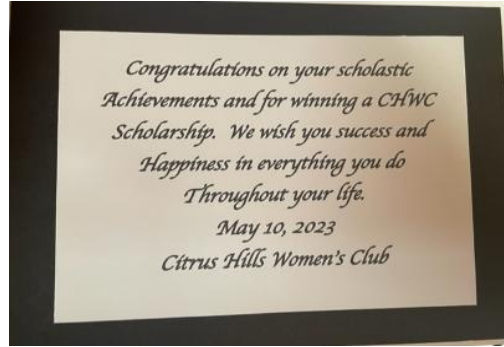 Congratulations on your scholastic
Achievements and for winning a CHWC
Scholarship. We wish you success and
Happiness in everything you do
Throughout your life.
May 10, 2023
Citrus Hills Women's Club